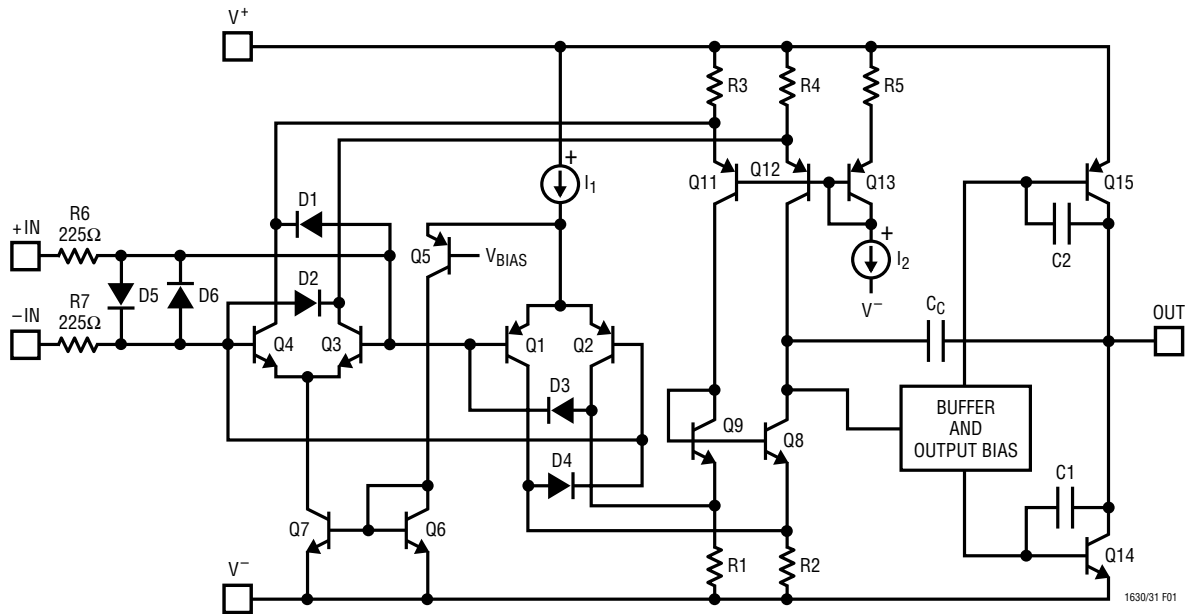 V+
R3
R4
R5
+
I1
Q11
Q12
Q13
Q15
D1
+IN
R6
225Ω
Q5
VBIAS
+
I2
C2
D2
D5
D6
−IN
R7
225Ω
V−
CC
OUT
Q4
Q3
Q1
Q2
D3
BUFFER
AND
OUTPUT BIAS
Q9
Q8
D4
C1
Q7
Q6
R1
R2
Q14
V−
1630/31 F01